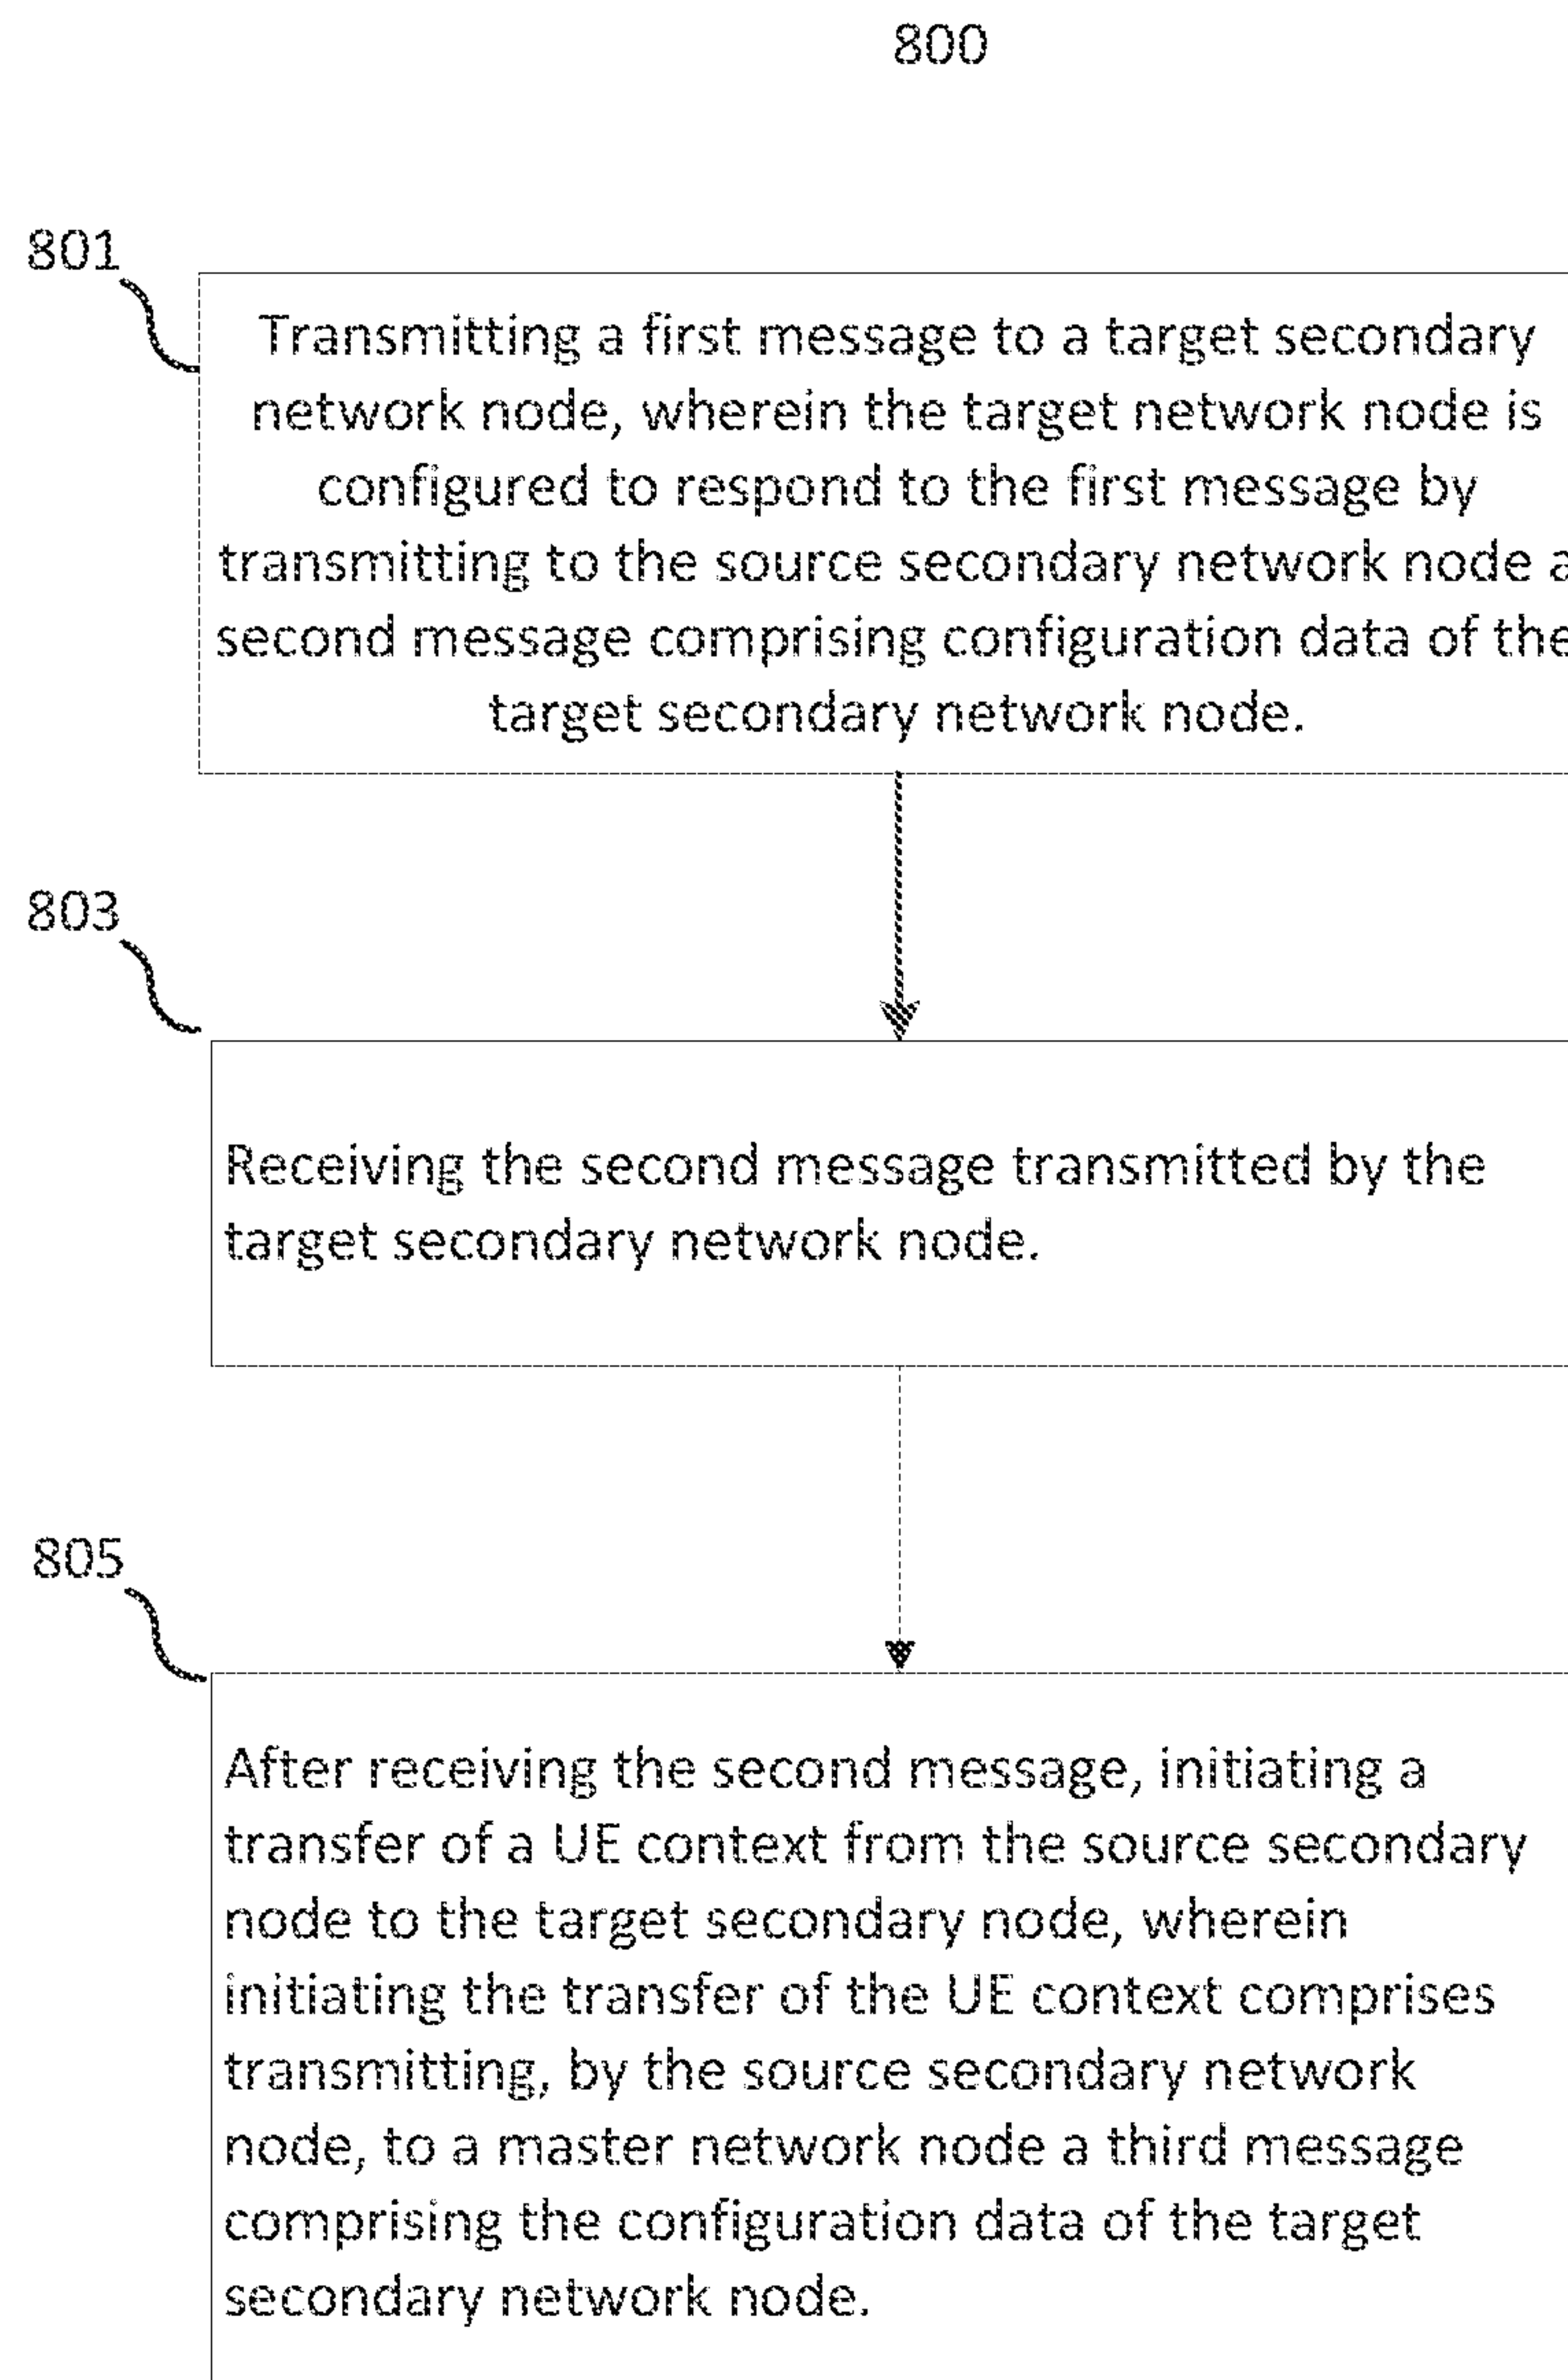 800
801
Transmitting a first message to a target secondary
network node, wherein the target network node is
configured to respond to the first message by
transmitting to the source secondary network node a
second message comprising configuration data of the
target secondary network node.
803
Receiving the second message transmitted by the
target secondary network node.
805
After receiving the second message, initiating a
transfer of a UE context from the source secondary
node to the target secondary node, wherein
initiating the transfer of the UE context comprises
transmitting, by the source secondary network
node, to a master network node a third message
comprising the configuration data of the target
secondary network node.